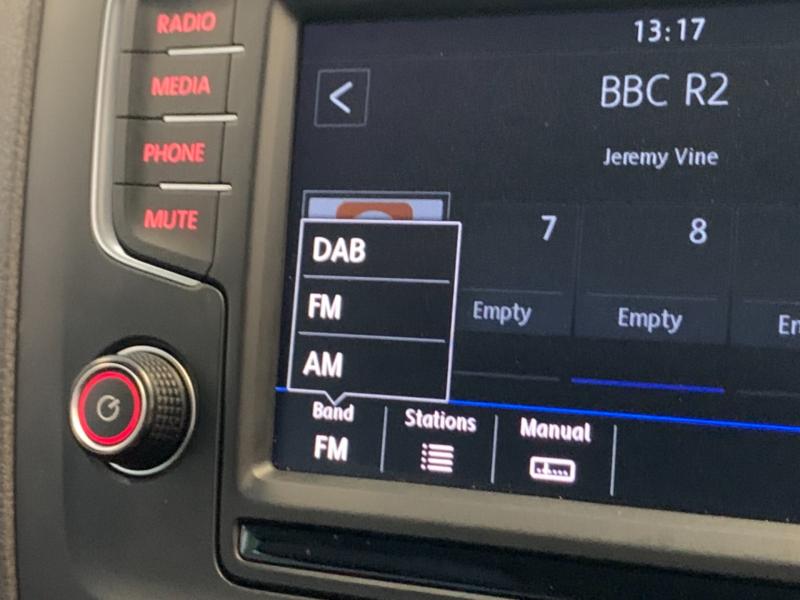 RADIO
MEDIA
PHONE
MUTE
13:17
BBC R2
Jeremy Vine
7
8
DAB
FM
AM
Empty
Empty
Band
FM
Stations
Manual